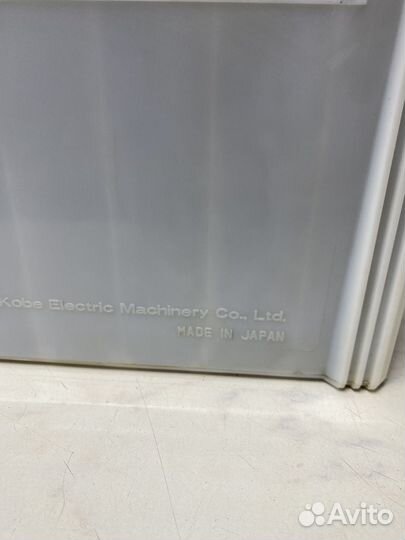 Kobe Electric Machinery Co., Ltd.
MADE IN JAPAN
Avito